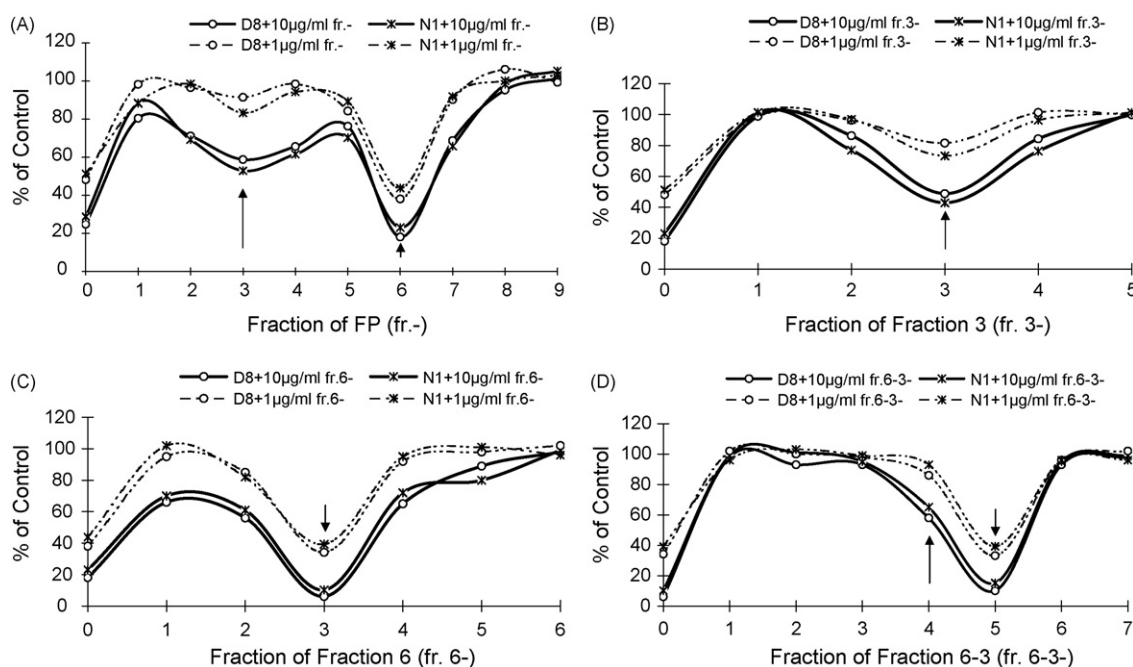 (A)
D8+10µg/ml fr.- N1+10µg/ml fr.-
D8+1µg/ml fr.- N1+1µg/ml fr.-
120
100
80
60
40
20
0
% of Control
0 1 2 3 4 5 6 7 8 9
Fraction of FP (fr.-)
(B)
D8+10µg/ml fr.3- N1+10µg/ml fr.3-
D8+1µg/ml fr.3- N1+1µg/ml fr.3-
120
100
80
60
40
20
0
% of Control
0 1 2 3 4 5
Fraction of Fraction 3 (fr. 3-)
(C)
D8+10µg/ml fr.6- N1+10µg/ml fr.6-
D8+1µg/ml fr.6- N1+1µg/ml fr.6-
120
100
80
60
40
20
0
% of Control
0 1 2 3 4 5 6
Fraction of Fraction 6 (fr. 6-)
(D)
D8+10µg/ml fr.6-3- N1+10µg/ml fr.6-3-
D8+1µg/ml fr.6-3- N1+1µg/ml fr.6-3-
120
100
80
60
40
20
0
% of Control
0 1 2 3 4 5 6 7
Fraction of Fraction 6-3 (fr. 6-3-)